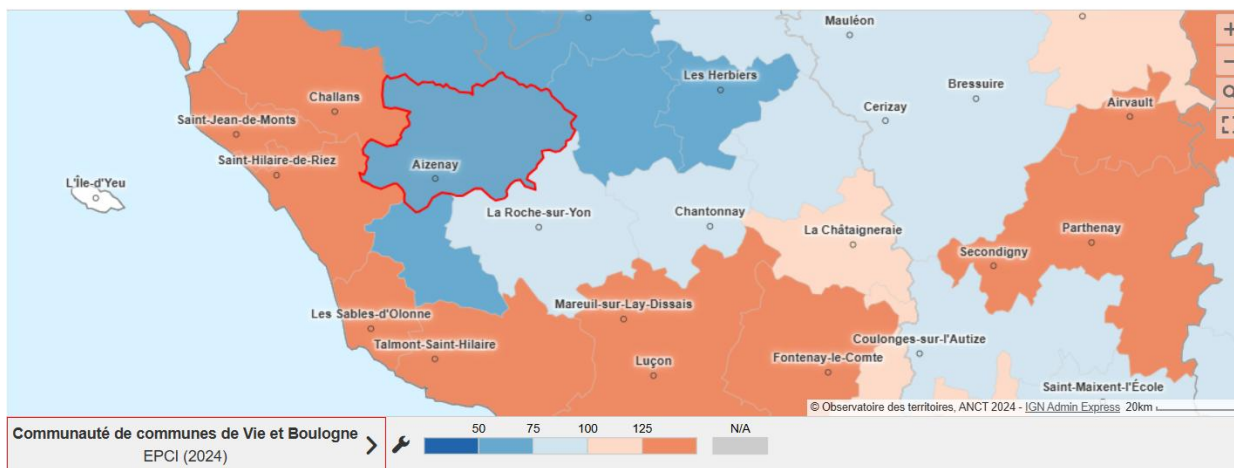 Mauléon
Les Herbiers
Bressuire
Challans
Airvault
Saint-Jean-de-Monts
Cerizay
Saint-Hilaire-de-Riez
Aizenay
L'Île-d'Yeu
La Roche-sur-Yon
Chantonnay
La Châtaigneraie
Parthenay
Secondigny
Mareuil-sur-Lay-Dissais
Les Sables-d'Olonne
Coulonges-sur-l'Autize
Talmont-Saint-Hilaire
Luçon
Fontenay-le-Comte
Saint-Maixent-l'École
© Observatoire des territoires, ANCT 2024 - IGN Admin Express 20km
Communauté de communes de Vie et Boulogne
EPCI (2024)
50 75 100 125 N/A